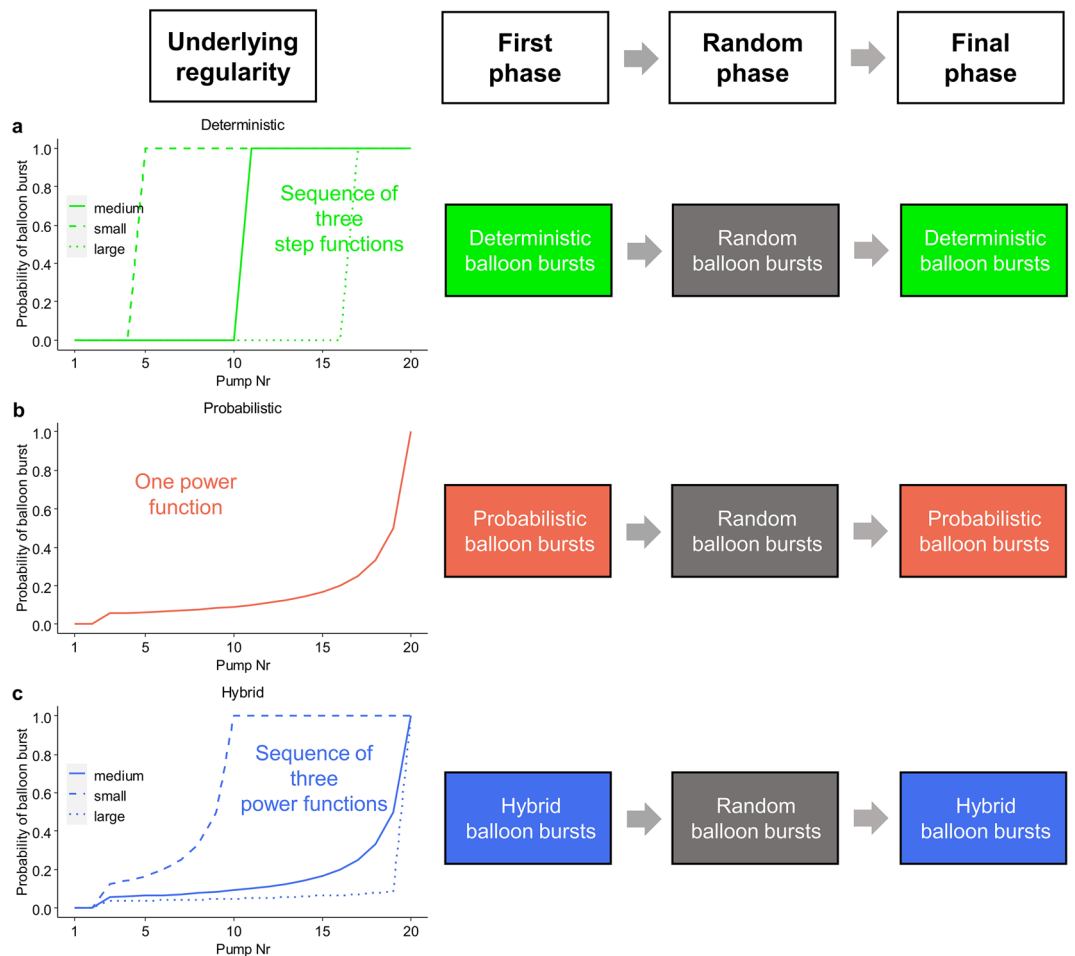 Underlying
regularity
First
phase
Random
phase
Final
phase
a
Deterministic
Probability of balloon burst
1.0
0.8
0.6
0.4
0.2
0.0
medium
small
large
Sequence of
three
step functions
1
5
10
15
20
Pump Nr
Deterministic
balloon bursts
Random
balloon bursts
Deterministic
balloon bursts
b
Probabilistic
Probability of balloon burst
1.0
0.8
0.6
0.4
0.2
0.0
One power
function
1
5
10
15
20
Pump Nr
Probabilistic
balloon bursts
Random
balloon bursts
Probabilistic
balloon bursts
c
Hybrid
Probability of balloon burst
1.0
0.8
0.6
0.4
0.2
0.0
medium
small
large
Sequence of
three
power functions
1
5
10
15
20
Pump Nr
Hybrid
balloon bursts
Random
balloon bursts
Hybrid
balloon bursts